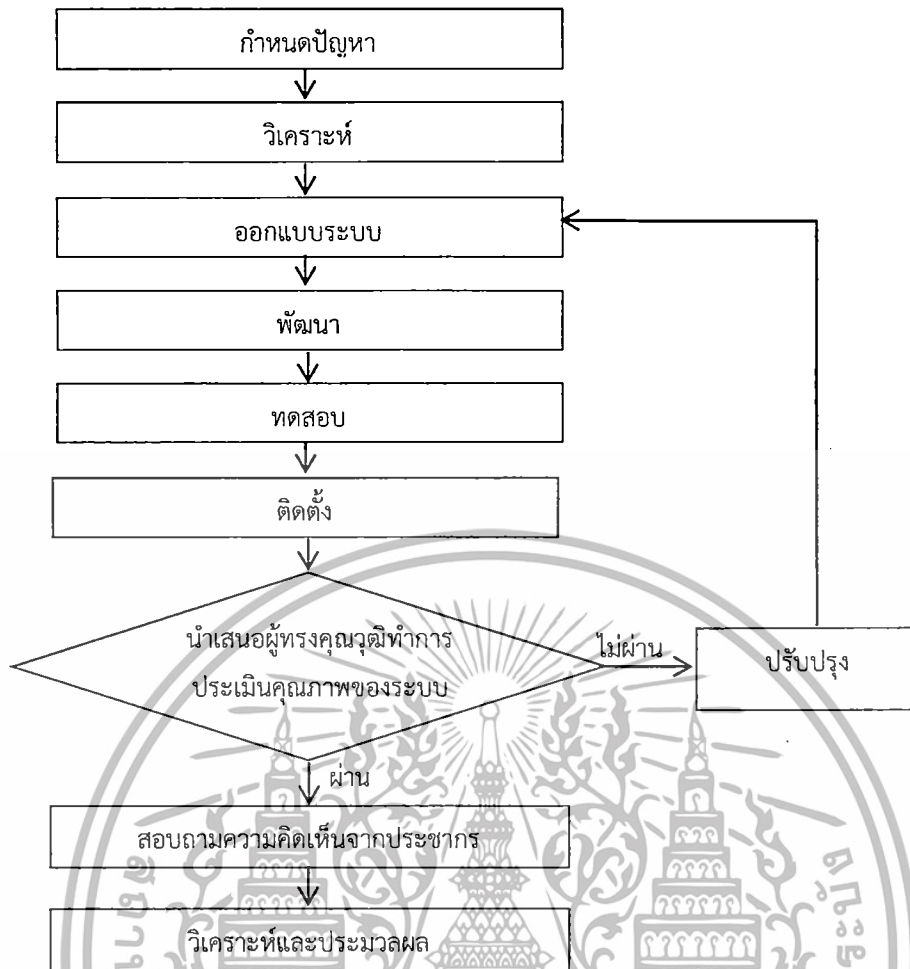 กำหนดปัญหา
วิเคราะห์
ออกแบบระบบ
พัฒนา
ทดสอบ
ติดตั้ง
นำเสนอผู้ทรงคุณวุฒิทำการ
ประเมินคุณภาพของระบบ
ไม่ผ่าน
ปรับปรุง
ผ่าน
สอบถามความคิดเห็นจากประชากร
วิเคราะห์และประมวลผล